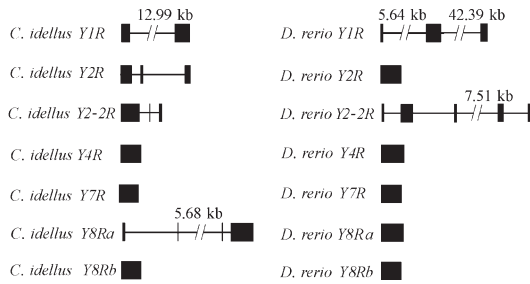 12.99 kb
C. idellus Y1R
C. idellus Y2R
C. idellus Y2-2R
C. idellus Y4R
C. idellus Y7R
5.68 kb
C. idellus Y8Ra
C. idellus Y8Rb
5.64 kb 42.39 kb
D. rerio Y1R
D. rerio Y2R
7.51 kb
D. rerio Y2-2R
D. rerio Y4R
D. rerio Y7R
D. rerio Y8Ra
D. rerio Y8Rb